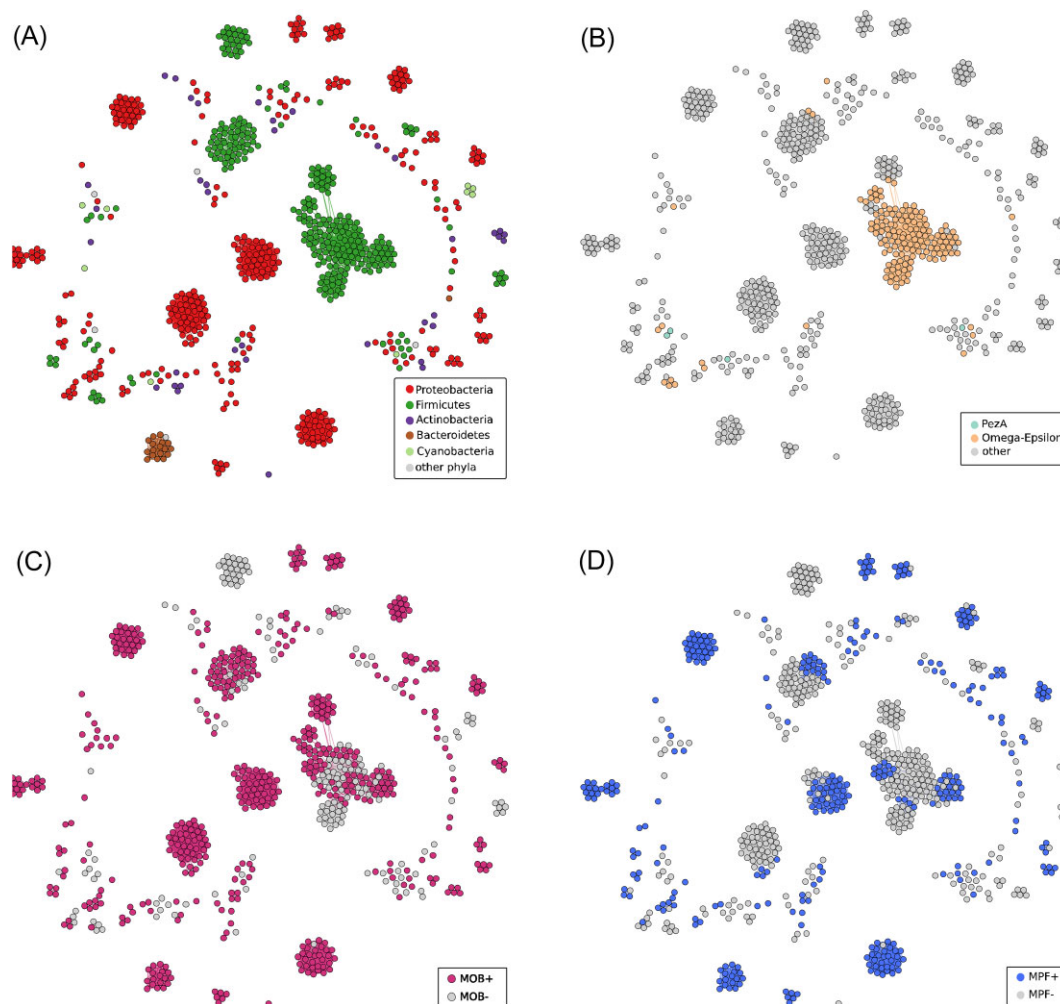 (A)
(B)
Proteobacteria
Firmicutes
Actinobacteria
Bacteroidetes
Cyanobacteria
other phyla
PezA
Omega-Epsilon
other
(C)
(D)
MOB+
MOB-
MPF+
MPF-